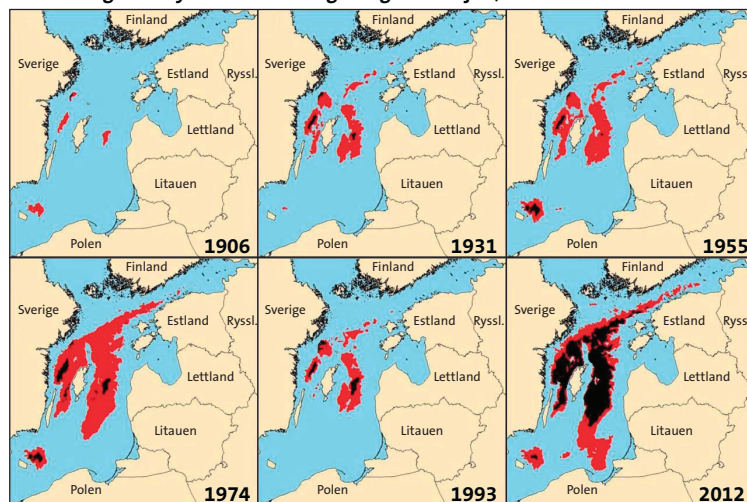 Finland
Sverige
Estland
Ryssl.
Lettland
Litauen
Polen
1906
Finland
Sverige
Estland
Ryssl.
Lettland
Litauen
Polen
1931
Finland
Sverige
Estland
Ryssl.
Lettland
Litauen
Polen
1955
Finland
Sverige
Estland
Ryssl.
Lettland
Litauen
Polen
1974
Finland
Sverige
Estland
Ryssl.
Lettland
Litauen
Polen
1993
Finland
Sverige
Estland
Ryssl.
Lettland
Litauen
Polen
2012